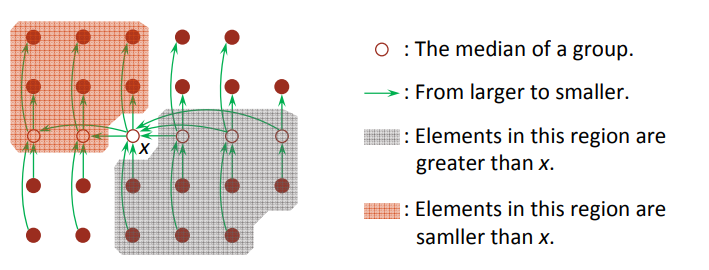 : The median of a group.
x
: From larger to smaller.
: Elements in this region are
greater than x.
: Elements in this region are
samller than x.